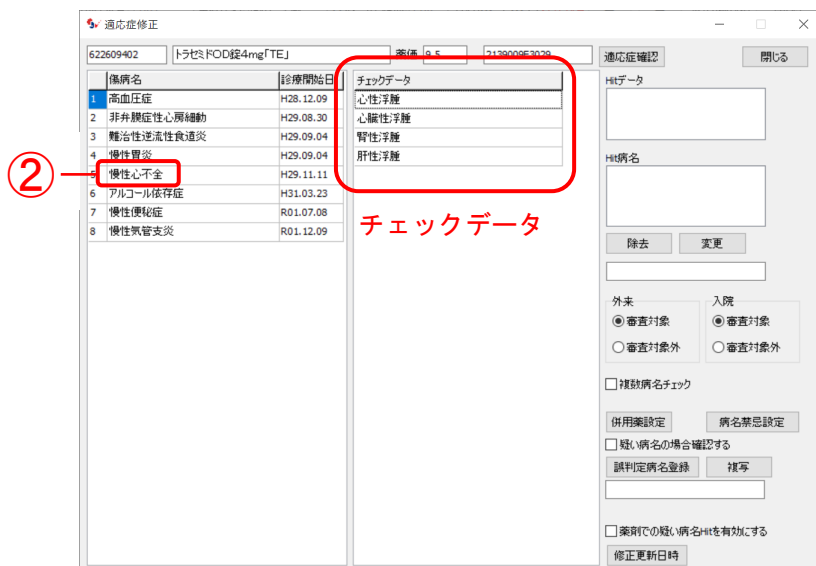 適応症修正
622609402 トラセミドOD錠4mg「TE」 薬価 9.5 2139009F3029 適応症確認 閉じる
傷病名 診療開始日 チェックデータ Hitデータ
1 高血圧症 H28.12.09 心性浮腫
2 非弁膜症性心房細動 H29.08.30 心臓性浮腫
3 難治性逆流性食道炎 H29.09.04 腎性浮腫
4 慢性胃炎 H29.09.04 肝性浮腫
Hit病名
② 5 慢性心不全 H29.11.11
6 アルコール依存症 H31.03.23
7 慢性便秘症 R01.07.08
8 慢性気管支炎 R01.12.09
チェックデータ
除去 変更
外来 入院
審査対象 審査対象
審査対象外 審査対象外
複数病名チェック
併用薬設定 病名禁忌設定
疑い病名の場合確認する
誤判定病名登録 複写
薬剤での疑い病名Hitを有効にする
修正更新日時